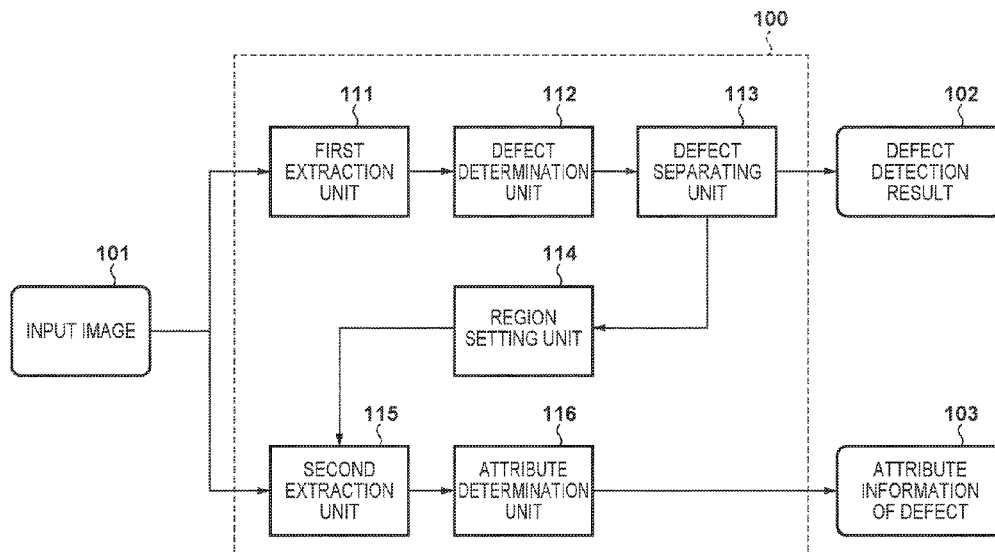 100
111
112
113
102
FIRST
EXTRACTION
UNIT
DEFECT
DETERMINATION
UNIT
DEFECT
SEPARATING
UNIT
DEFECT
DETECTION
RESULT
101
INPUT IMAGE
114
REGION
SETTING UNIT
115
116
103
SECOND
EXTRACTION
UNIT
ATTRIBUTE
DETERMINATION
UNIT
ATTRIBUTE
INFORMATION
OF DEFECT